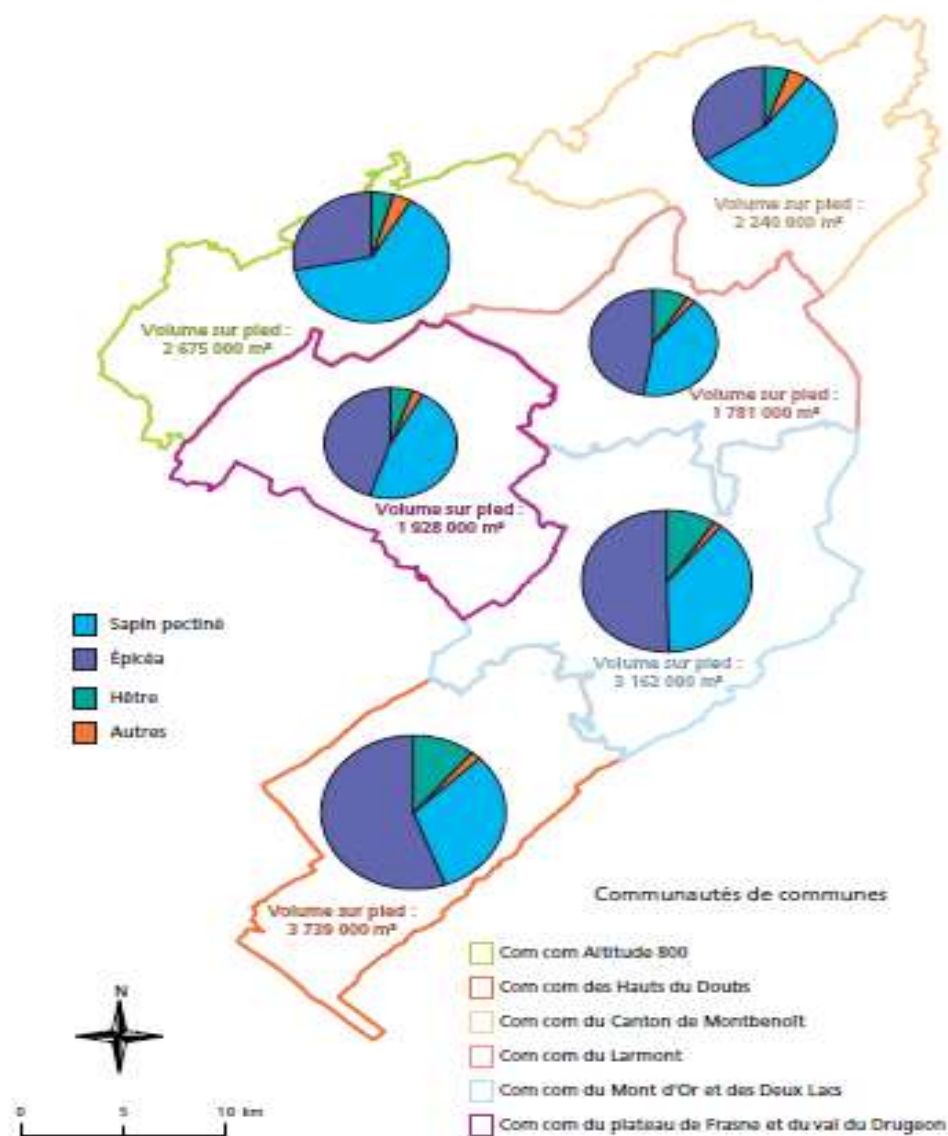 Volume sur pied :
2 240 000 m³
Volume sur pied :
2 675 000 m³
Volume sur pied :
1 781 000 m³
Volume sur pied :
1 928 000 m³
Sapin pectiné
Épicéa
Hêtre
Autres
Volume sur pied :
3 162 000 m³
Volume sur pied :
3 739 000 m³
Communautés de communes
Com com Altitude 800
Com com des Hauts du Doubs
Com com du Canton de Montbenoît
Com com du Larmont
Com com du Mont d'Or et des Deux Lacs
Com com du plateau de Frasne et du val du Drugeon
N
0 5 10 km